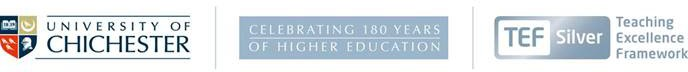 UNIVERSITY OF
CHICHESTER
CELEBRATING 180 YEARS
OF HIGHER EDUCATION
TEF Silver
Teaching
Excellence
Framework